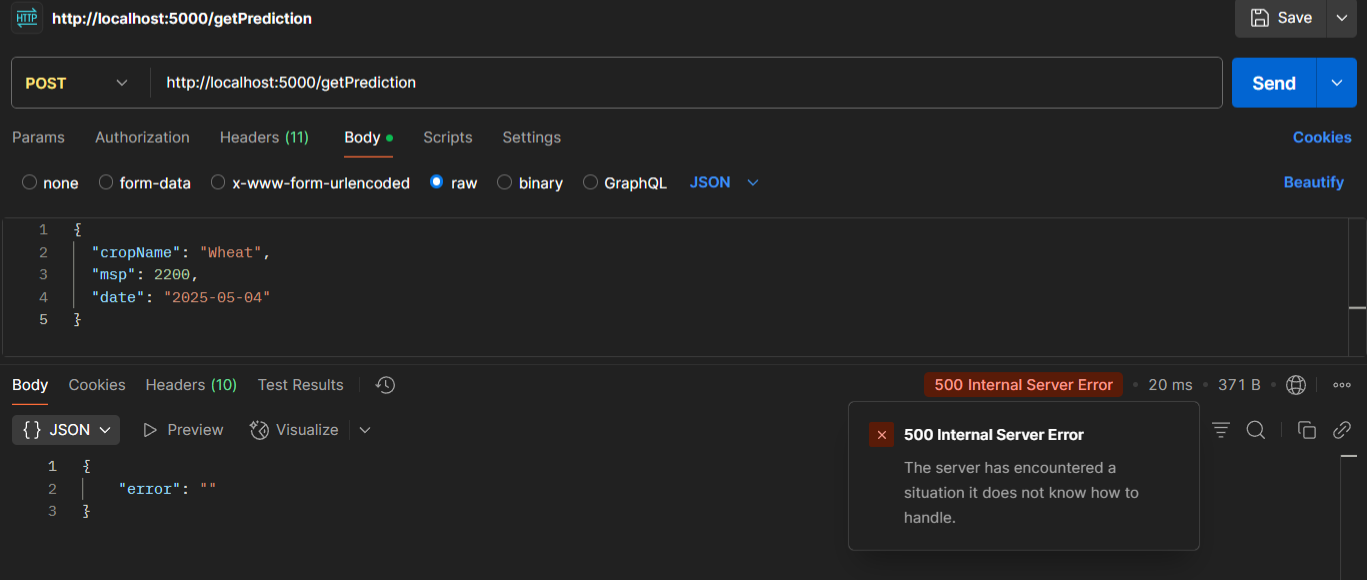 HTTP http://localhost:5000/getPrediction Save
POST http://localhost:5000/getPrediction Send
Params Authorization Headers (11) Body Scripts Settings Cookies
none form-data x-www-form-urlencoded raw binary GraphQL JSON Beautify
1 {
2 "cropName": "Wheat",
3 "msp": 2200,
4 "date": "2025-05-04"
5 }
Body Cookies Headers (10) Test Results 500 Internal Server Error 20 ms 371 B
{} JSON Preview Visualize
500 Internal Server Error
The server has encountered a
situation it does not know how to
handle.
1 {
2 "error": ""
3 }